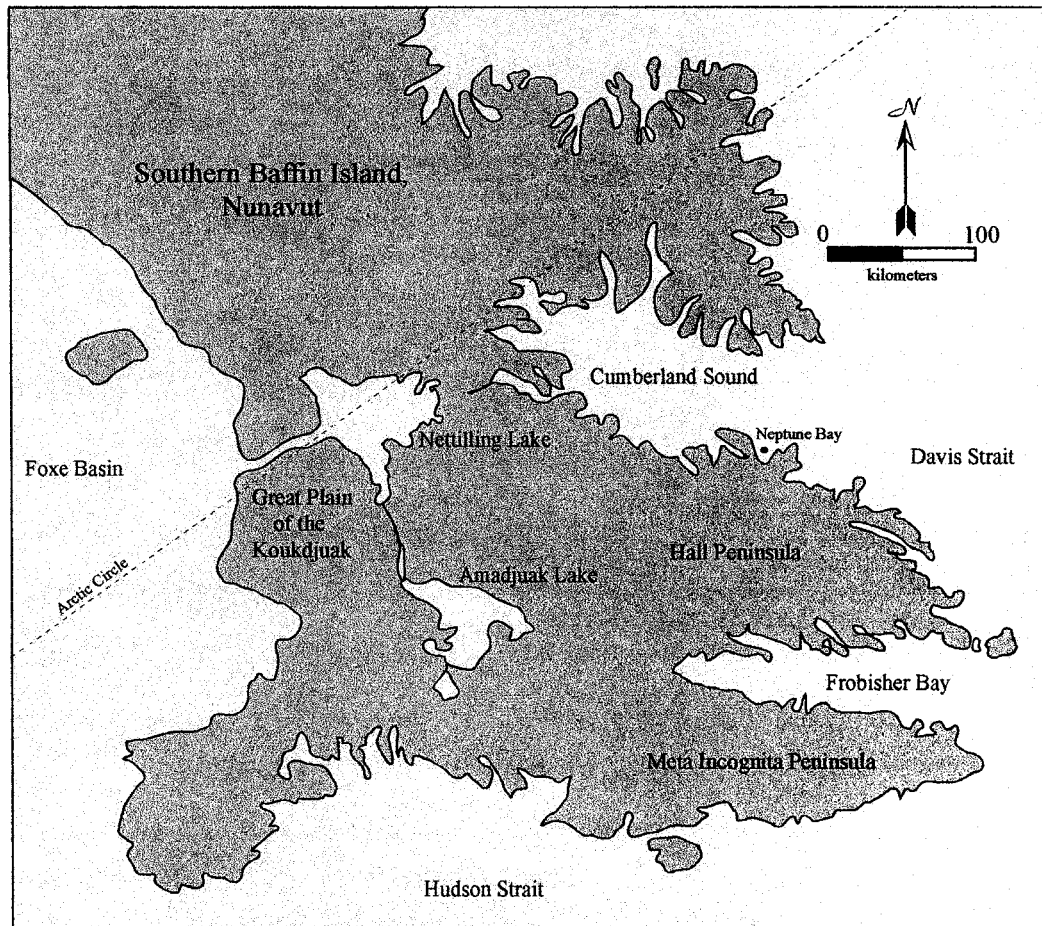 N
Southern Baffin Island,
Nunavut
0 100
kilometers
Cumberland Sound
Neptune Bay
Nettilling Lake
Davis Strait
Foxe Basin
Great Plain
of the
Koukdjuak
Hall Peninsula
Arctic Circle
Amadjuak Lake
Frobisher Bay
Meta Incognita Peninsula
Hudson Strait